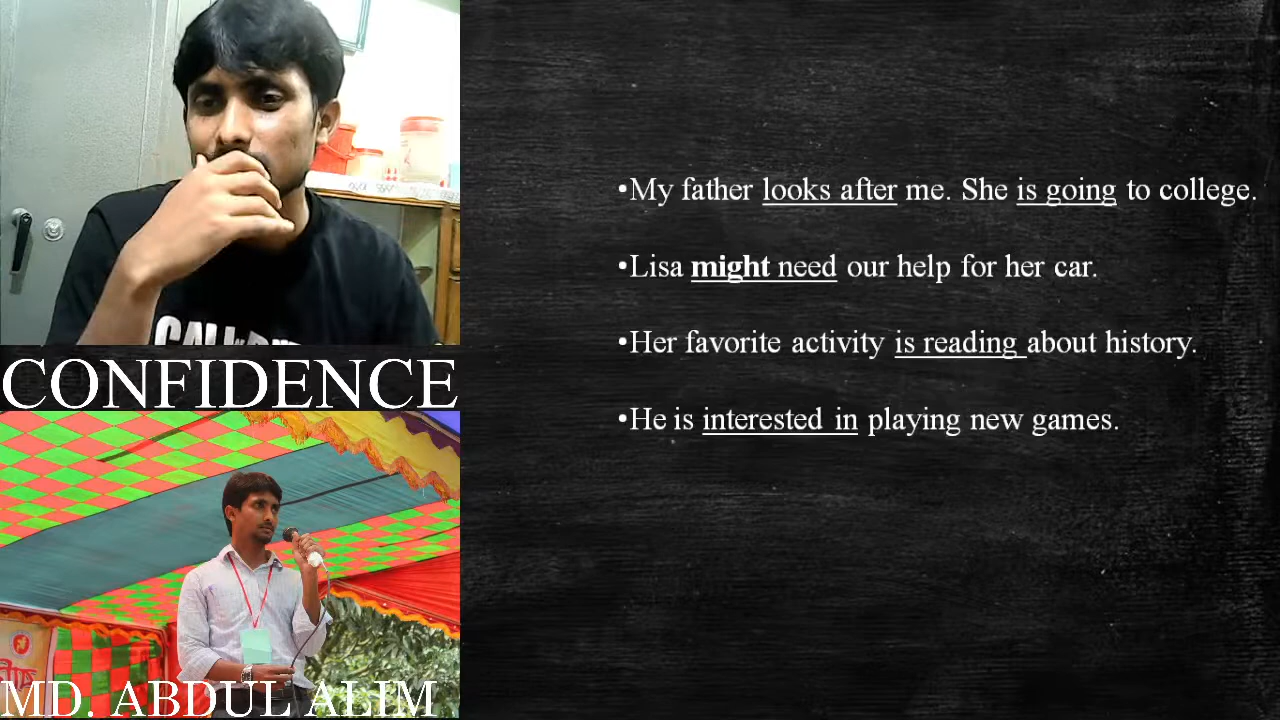 •My father looks after me. She is going to college.
•Lisa might need our help for her car.
•Her favorite activity is reading about history.
•He is interested in playing new games.
CONFIDENCE
MD. ABDUL ALIM